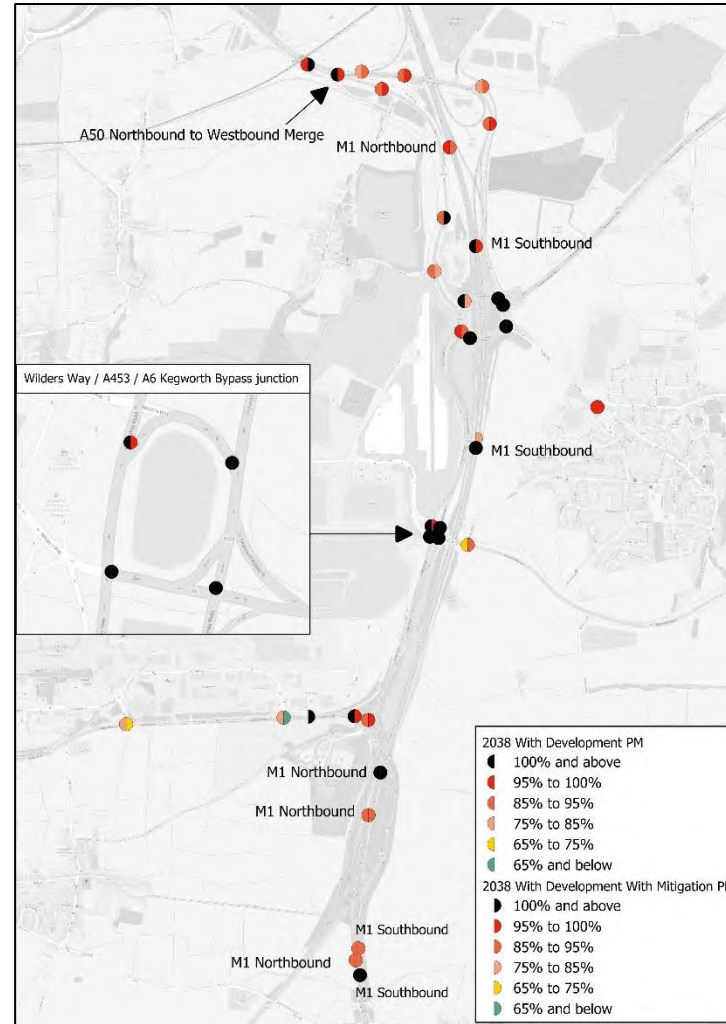 A50 Northbound to Westbound Merge
M1 Northbound
M1 Southbound
Wilders Way / A453 / A6 Kegworth Bypass junction
M1 Southbound
M1 Northbound
M1 Northbound
M1 Southbound
M1 Northbound
M1 Southbound
2038 With Development PM
100% and above
95% to 100%
85% to 95%
75% to 85%
65% to 75%
65% and below
2038 With Development With Mitigation P
100% and above
95% to 100%
85% to 95%
75% to 85%
65% to 75%
65% and below